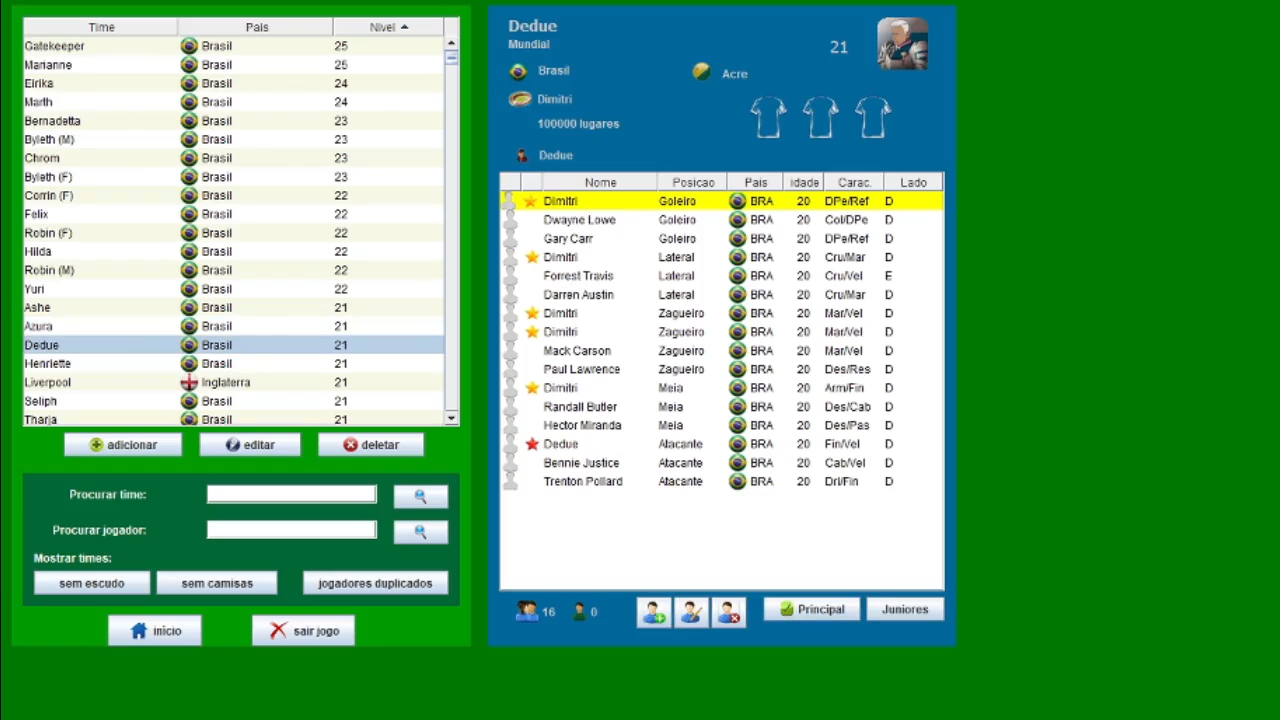 Time País Nivel
Gatekeeper Brasil 25
Marianne Brasil 25
Eirika Brasil 24
Marth Brasil 24
Bernadetta Brasil 23
Byleth (M) Brasil 23
Chrom Brasil 23
Byleth (F) Brasil 23
Corrin (F) Brasil 22
Felix Brasil 22
Robin (F) Brasil 22
Hilda Brasil 22
Robin (M) Brasil 22
Yuri Brasil 22
Ashe Brasil 21
Azura Brasil 21
Dedue Brasil 21
Henriette Brasil 21
Liverpool Inglaterra 21
Seliph Brasil 21
Tharja Brasil 21
adicionar editar deletar
Procurar time:
Procurar jogador:
Mostrar times:
sem escudo sem camisas jogadores duplicados
início sair jogo
Dedue
Mundial
21
Brasil Acre
Dimitri
100000 lugares
Dedue
Nome Posicao País idade Carac. Lado
Dimitri Goleiro BRA 20 DPe/Ref D
Dwayne Lowe Goleiro BRA 20 Col/DPe D
Gary Carr Goleiro BRA 20 DPe/Ref D
Dimitri Lateral BRA 20 Cru/Mar D
Forrest Travis Lateral BRA 20 Cru/Vel E
Darren Austin Lateral BRA 20 Cru/Mar D
Dimitri Zagueiro BRA 20 Mar/Vel D
Dimitri Zagueiro BRA 20 Mar/Vel D
Mack Carson Zagueiro BRA 20 Mar/Vel D
Paul Lawrence Zagueiro BRA 20 Des/Res D
Dimitri Meia BRA 20 Arm/Fin D
Randall Butler Meia BRA 20 Des/Cab D
Hector Miranda Meia BRA 20 Des/Pas D
Dedue Atacante BRA 20 Fin/Vel D
Bennie Justice Atacante BRA 20 Cab/Vel D
Trenton Pollard Atacante BRA 20 Dri/Fin D
16 0 Principal Juniores